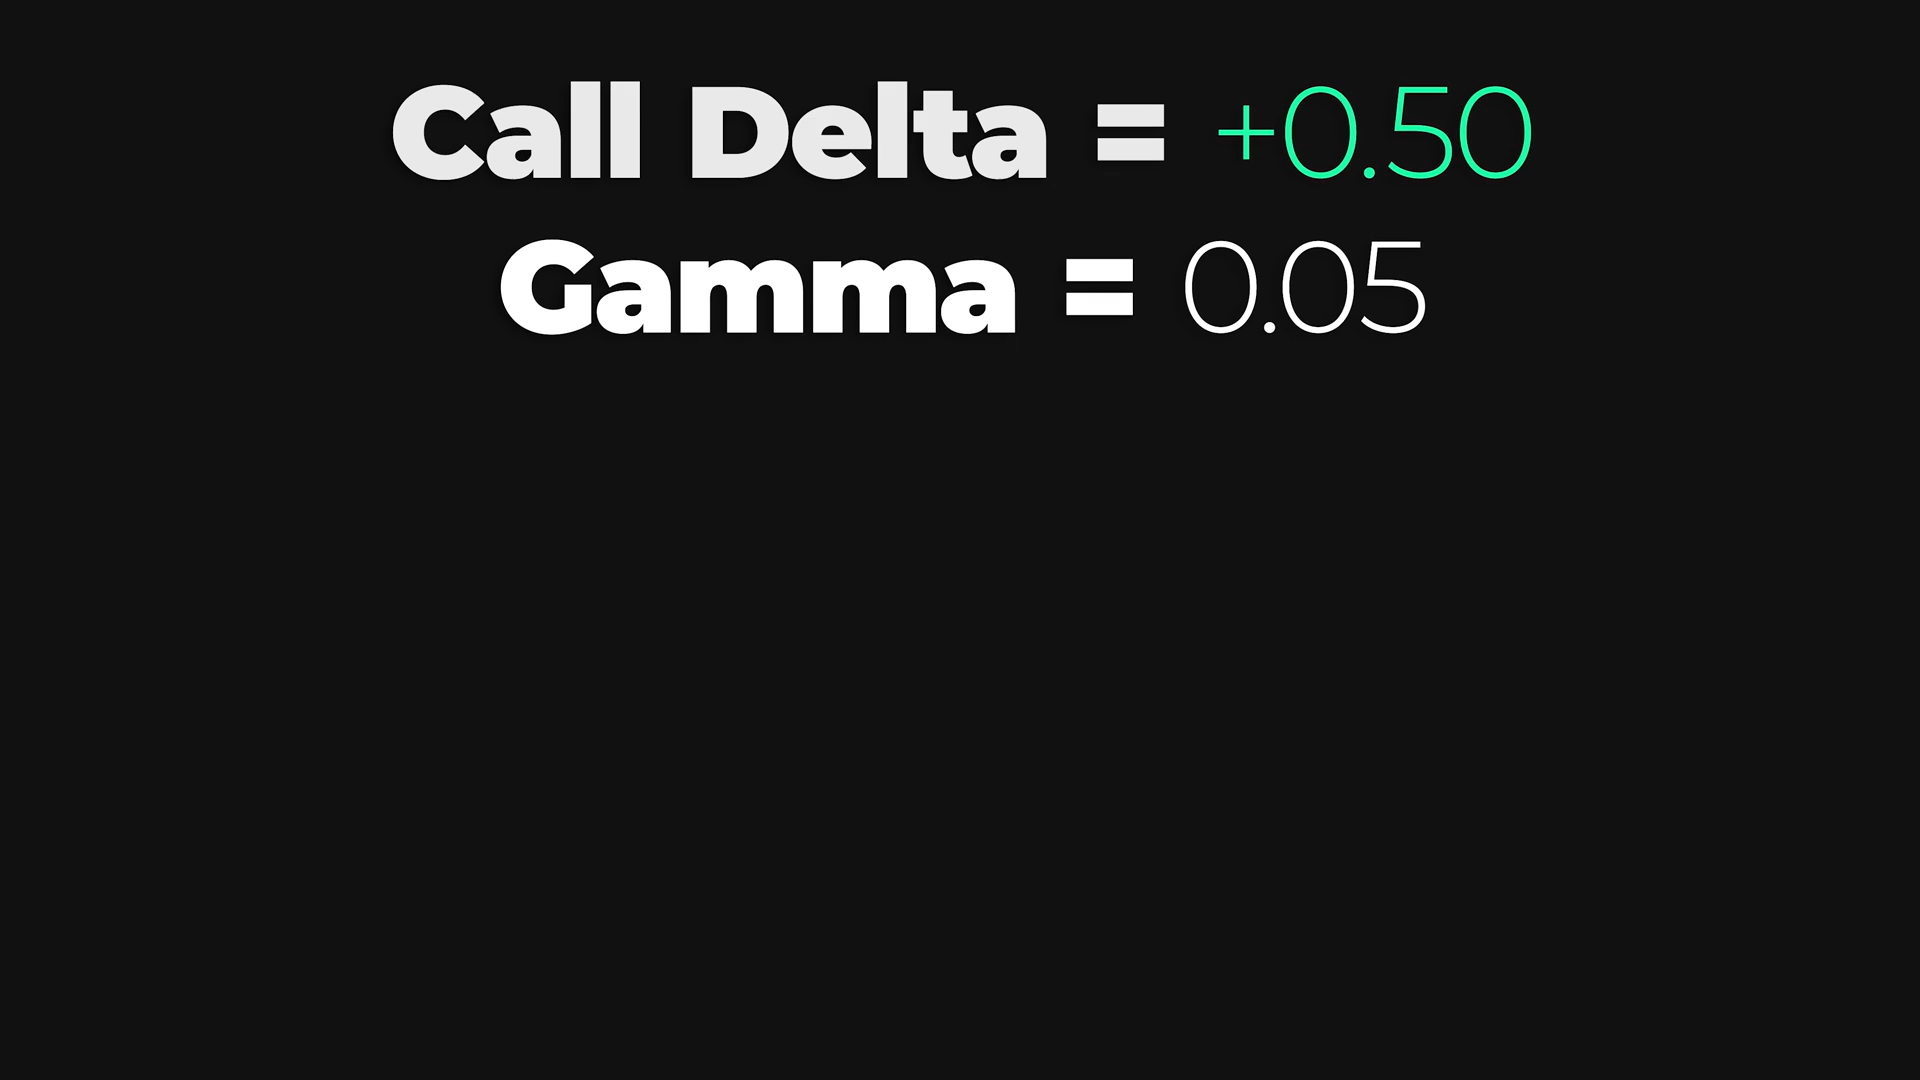 Call Delta = +0.50
Gamma = 0.05